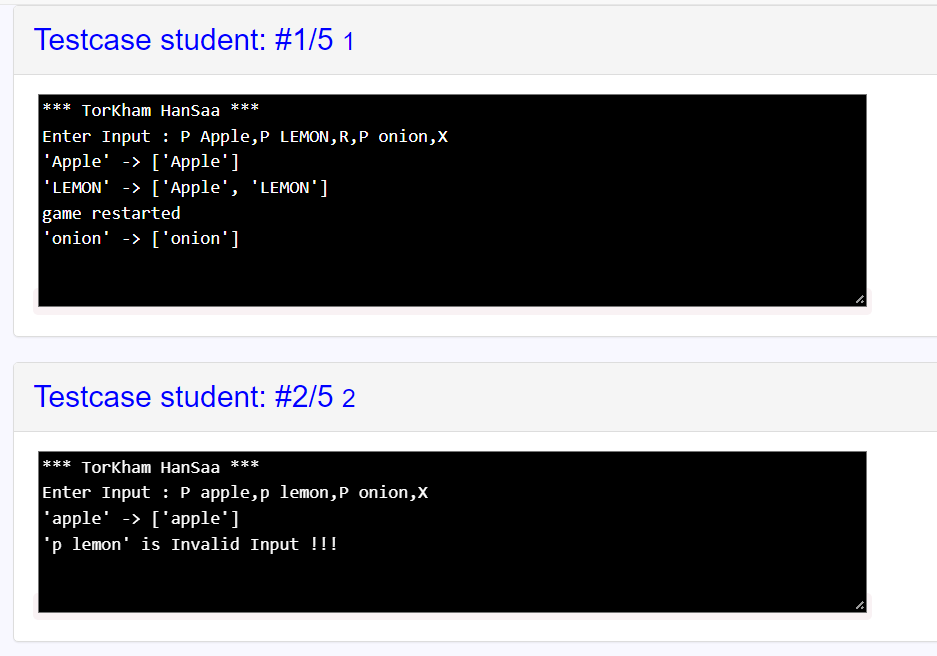 Testcase student: #1/5 1
*** TorKham HanSaa ***
Enter Input : P Apple,P LEMON,R,P onion,X
'Apple' -> ['Apple']
'LEMON' -> ['Apple', 'LEMON']
game restarted
'onion' -> ['onion']
Testcase student: #2/5 2
*** TorKham HanSaa ***
Enter Input : P apple,p lemon,P onion,X
'apple' -> ['apple']
'p lemon' is Invalid Input !!!